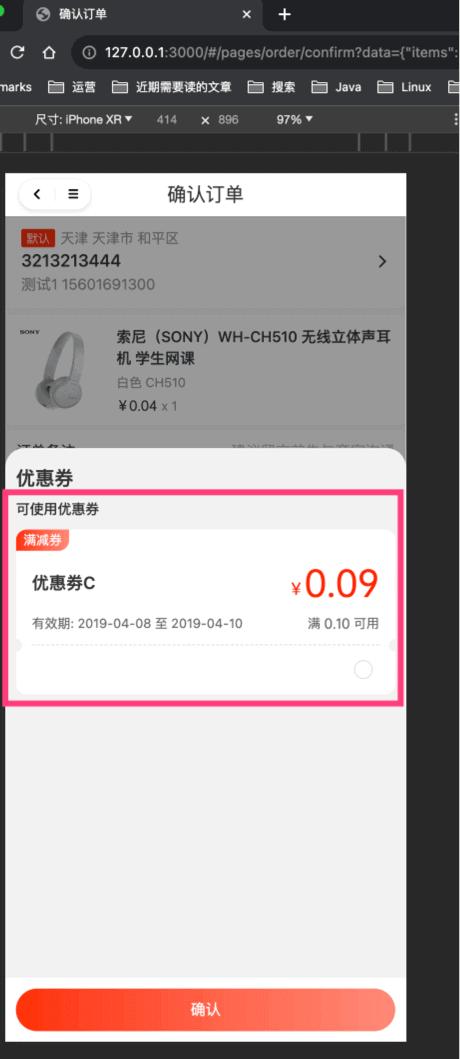 确认订单
127.0.0.1:3000/#/pages/order/confirm?data={"items":
marks 运营 近期需要读的文章 搜索 Java Linux
尺寸: iPhone XR 414 × 896 97%
确认订单
默认 天津 天津市 和平区
3213213444
测试1 15601691300
SONY
索尼（SONY）WH-CH510 无线立体声耳
机 学生网课
白色 CH510
¥0.04 x 1
优惠券
可使用优惠券
满减券
优惠券C ¥0.09
有效期: 2019-04-08 至 2019-04-10 满 0.10 可用
确认